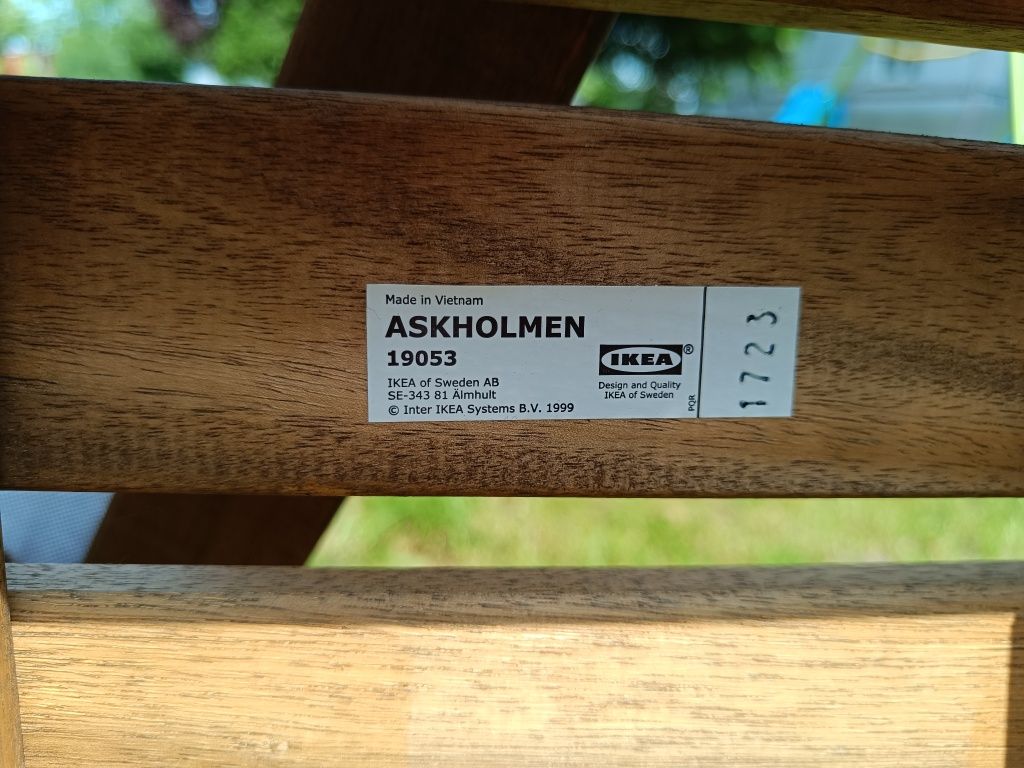 Made in Vietnam
ASKHOLMEN
19053
IKEA of Sweden AB
SE-343 81 Älmhult
© Inter IKEA Systems B.V. 1999
IKEA®
Design and Quality
IKEA of Sweden
PQR
1723